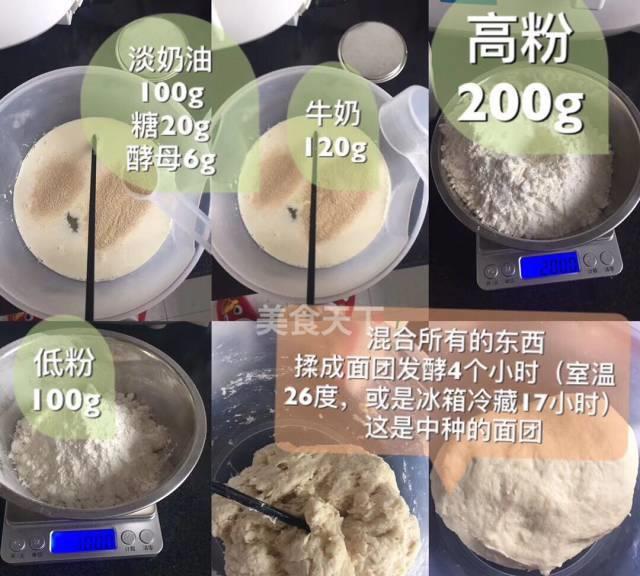 淡奶油
100g
糖20g
酵母6g
牛奶
120g
高粉
200g
美食天下
低粉
100g
混合所有的东西
揉成面团发酵4个小时（室温
26度，或是冰箱冷藏17小时）
这是中种的面团